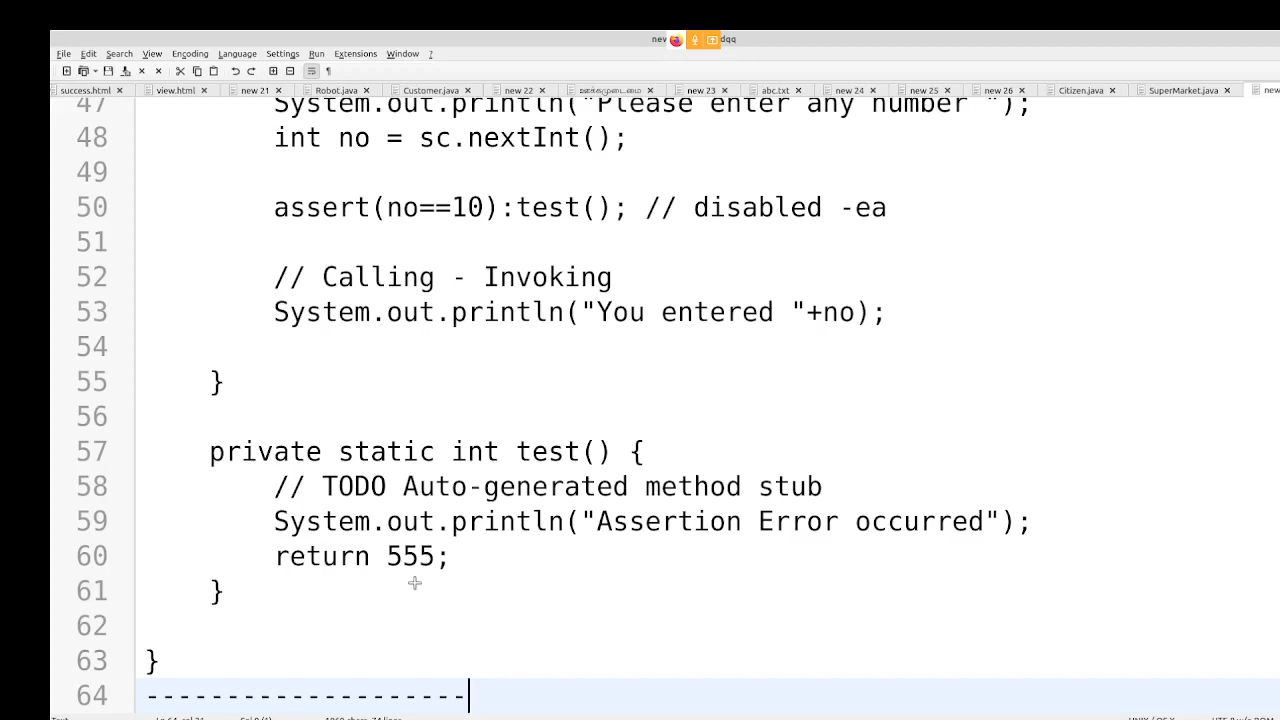 new dqq
File Edit Search View Encoding Language Settings Run Extensions Window ?
success.html view.html new 21 Robot.java Customer.java new 22 new 23 abc.txt new 24 new 25 new 26 Citizen.java SuperMarket.java new
47 System.out.println("Please enter any number ");
48 int no = sc.nextInt();
49
50 assert(no==10):test(); // disabled -ea
51
52 // Calling - Invoking
53 System.out.println("You entered "+no);
54
55 }
56
57 private static int test() {
58 // TODO Auto-generated method stub
59 System.out.println("Assertion Error occurred");
60 return 555;
61 }
62
63 }
64 --------------------